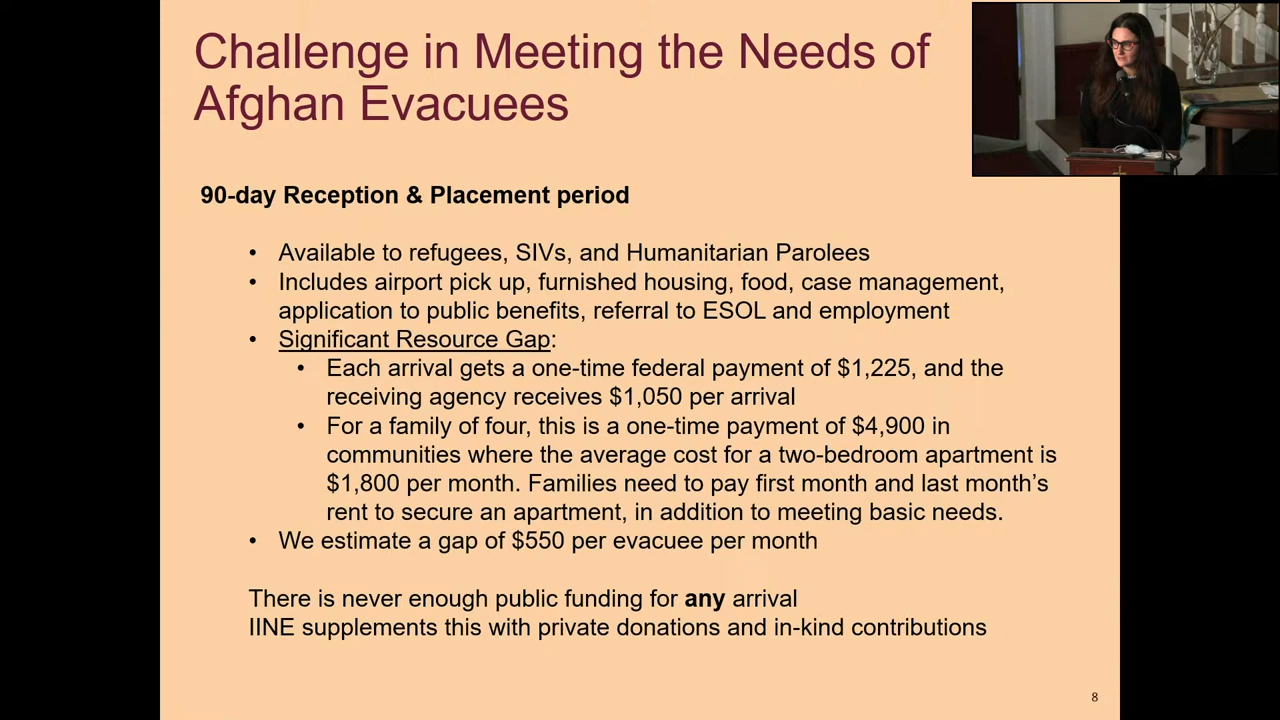 Challenge in Meeting the Needs of
Afghan Evacuees
90-day Reception & Placement period
• Available to refugees, SIVs, and Humanitarian Parolees
• Includes airport pick up, furnished housing, food, case management,
application to public benefits, referral to ESOL and employment
• Significant Resource Gap:
• Each arrival gets a one-time federal payment of $1,225, and the
receiving agency receives $1,050 per arrival
• For a family of four, this is a one-time payment of $4,900 in
communities where the average cost for a two-bedroom apartment is
$1,800 per month. Families need to pay first month and last month’s
rent to secure an apartment, in addition to meeting basic needs.
• We estimate a gap of $550 per evacuee per month
There is never enough public funding for any arrival
IINE supplements this with private donations and in-kind contributions
8